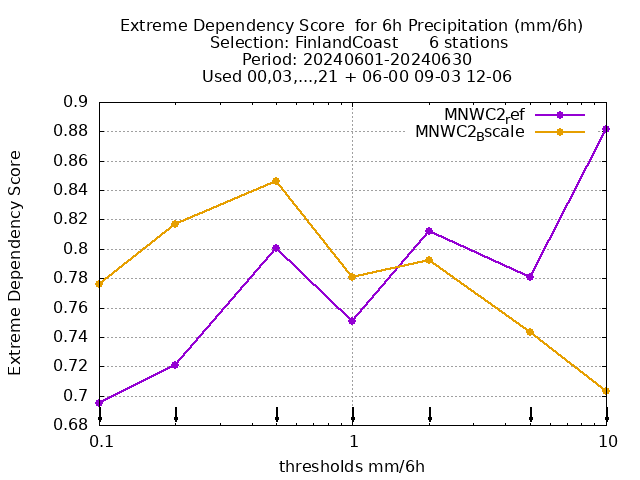 Extreme Dependency Score  for 6h Precipitation (mm/6h)
Selection: FinlandCoast      6 stations
Period: 20240601-20240630
Used 00,03,...,21 + 06-00 09-03 12-06
MNWC2ref
MNWC2Bscale
Extreme Dependency Score
0.9
0.88
0.86
0.84
0.82
0.8
0.78
0.76
0.74
0.72
0.7
0.68
0.1 1 10
thresholds mm/6h